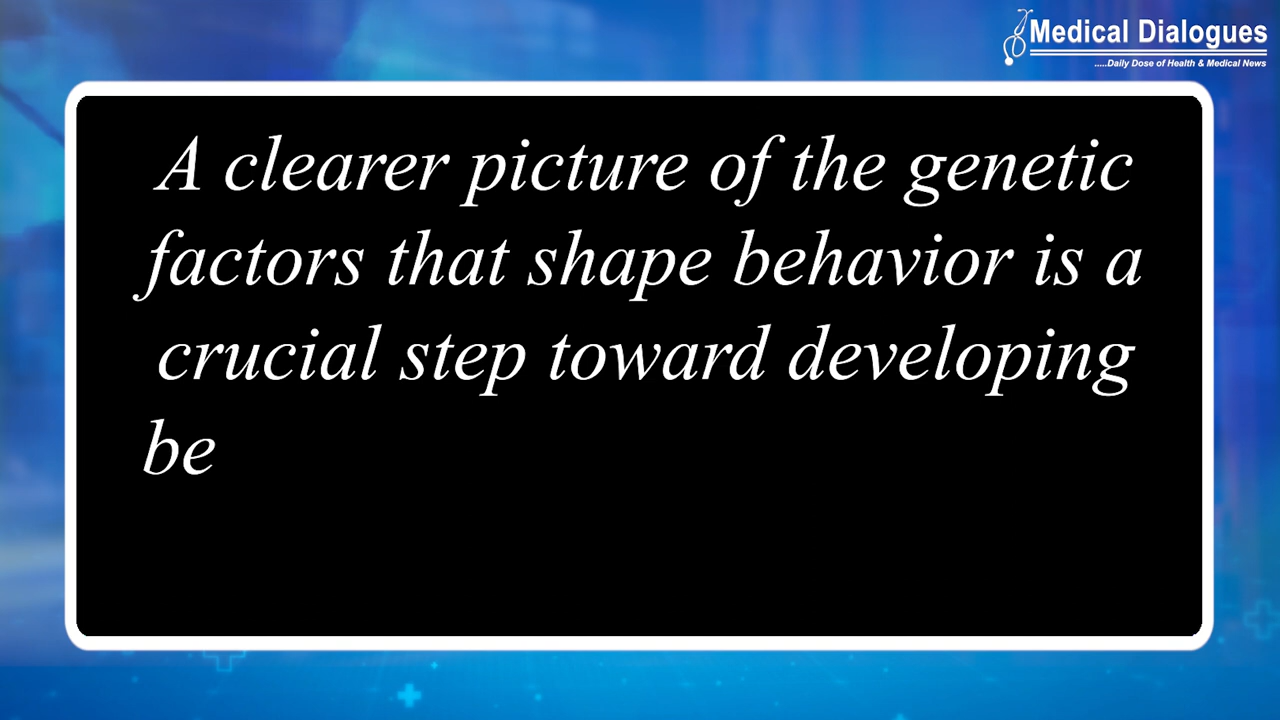 Medical Dialogues
.....Daily Dose of Health & Medical News
A clearer picture of the genetic
factors that shape behavior is a
crucial step toward developing
be